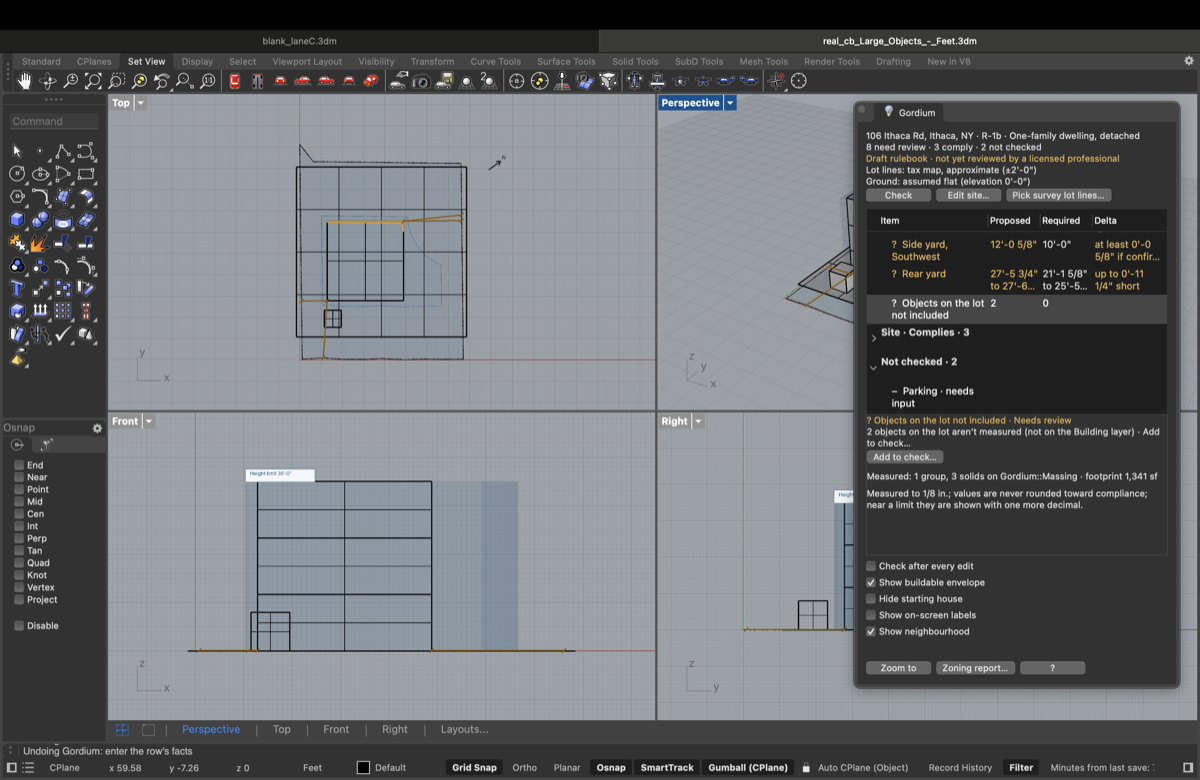 blank_laneC.3dm
real_cb_Large_Objects_-_Feet.3dm
Standard CPlanes Set View Display Select Viewport Layout Visibility Transform Curve Tools Surface Tools Solid Tools SubD Tools Mesh Tools Render Tools Drafting New in V8
Command
Top
N
y
x
Perspective
z
y
x
Front
Height limit 35'-0"
z
x
Right
Heigh
z
y
Osnap
End
Near
Point
Mid
Cen
Int
Perp
Tan
Quad
Knot
Vertex
Project
Disable
Gordium
106 Ithaca Rd, Ithaca, NY · R-1b · One-family dwelling, detached
8 need review · 3 comply · 2 not checked
Draft rulebook · not yet reviewed by a licensed professional
Lot lines: tax map, approximate (±2'-0")
Ground: assumed flat (elevation 0'-0")
Check Edit site... Pick survey lot lines...
Item Proposed Required Delta
? Side yard, 12'-0 5/8" 10'-0" at least 0'-0
Southwest 5/8" if confir...
? Rear yard 27'-5 3/4" 21'-1 5/8" up to 0'-11
to 27'-6... to 25'-5... 1/4" short
? Objects on the lot 2 0
not included
Site · Complies · 3
Not checked · 2
– Parking · needs
input
? Objects on the lot not included · Needs review
2 objects on the lot aren't measured (not on the Building layer) · Add
to check...
Add to check...
Measured: 1 group, 3 solids on Gordium::Massing · footprint 1,341 sf
Measured to 1/8 in.; values are never rounded toward compliance;
near a limit they are shown with one more decimal.
Check after every edit
Show buildable envelope
Hide starting house
Show on-screen labels
Show neighbourhood
Zoom to Zoning report... ?
Perspective | Top | Front | Right | Layouts...
Undoing Gordium: enter the row's facts
CPlane x 59.58 y -7.26 z 0 Feet Default Grid Snap Ortho Planar Osnap SmartTrack Gumball (CPlane) Auto CPlane (Object) Record History Filter Minutes from last save: